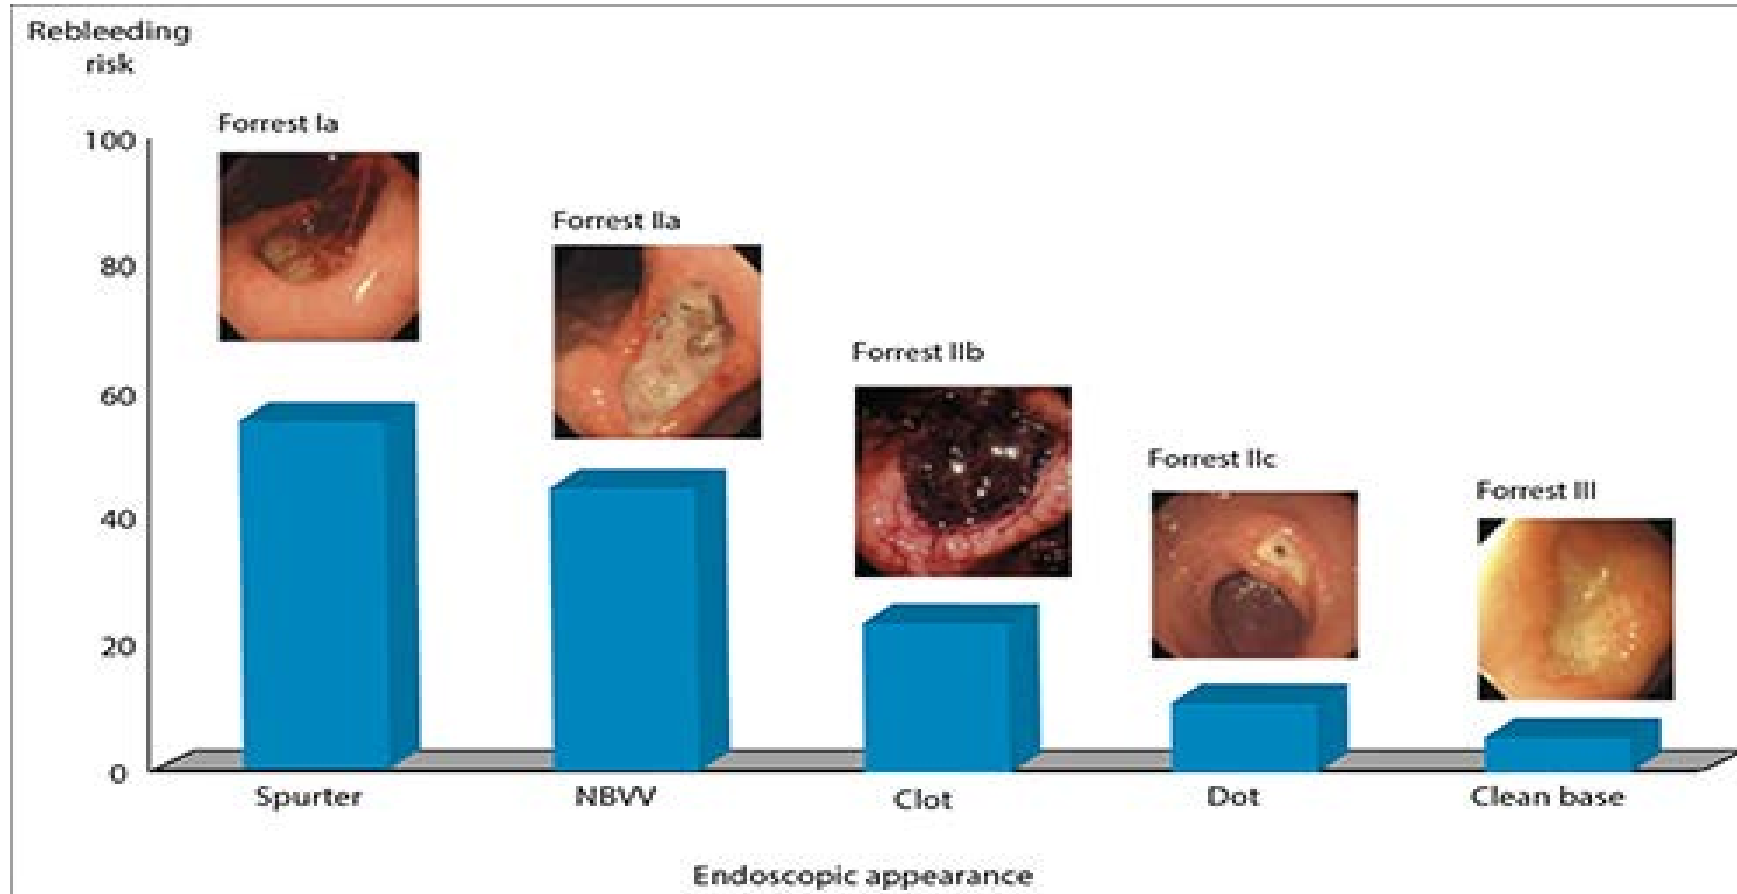 Rebleeding
risk
100
80
60
40
20
0
Forrest Ia
Forrest IIa
Forrest IIb
Forrest IIc
Forrest III
Spurter
NBVV
Clot
Dot
Clean base
Endoscopic appearance